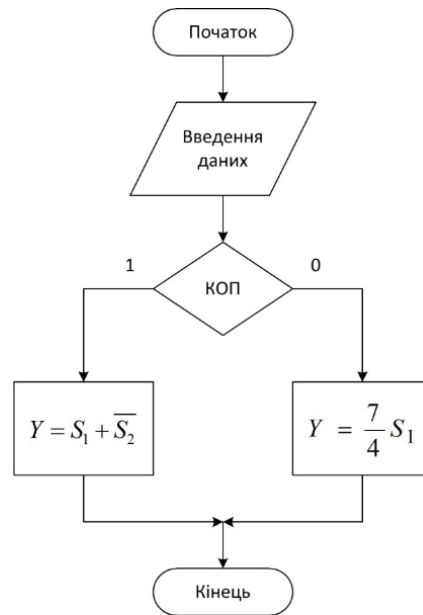 Початок
Введення
даних
1
0
КОП
Y = S₁ + S̅₂̅
Y = 7/4 S₁
Кінець